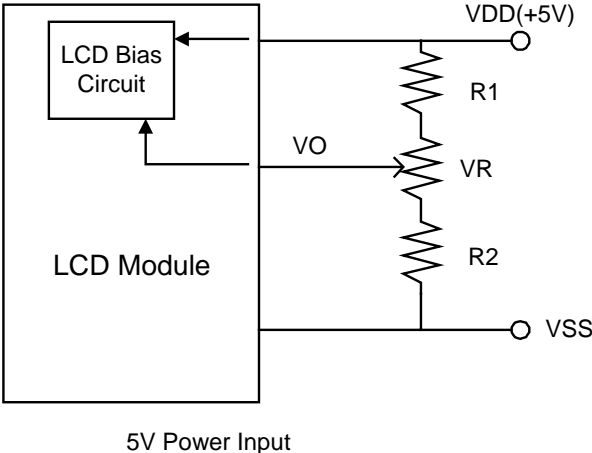 VDD(+5V)
LCD Bias
Circuit
R1
VO
VR
LCD Module
R2
VSS
5V Power Input